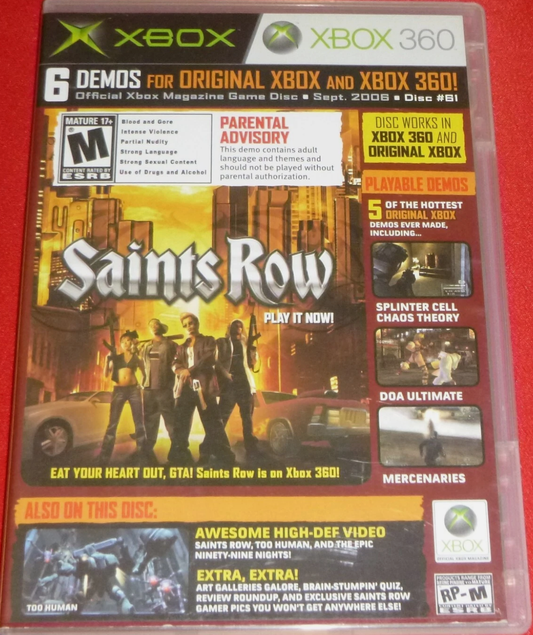 XBOX
XBOX 360
6 DEMOS FOR ORIGINAL XBOX AND XBOX 360!
Official Xbox Magazine Game Disc ■ Sept. 2006 ■ Disc #61
MATURE 17+
M
CONTENT RATED BY
ESRB
Blood and Gore
Intense Violence
Partial Nudity
Strong Language
Strong Sexual Content
Use of Drugs and Alcohol
PARENTAL
ADVISORY
This demo contains adult
language and themes and
should not be played without
parental authorization.
DISC WORKS IN
XBOX 360 AND
ORIGINAL XBOX
PLAYABLE DEMOS
5 OF THE HOTTEST
ORIGINAL XBOX
DEMOS EVER MADE,
INCLUDING...
SPLINTER CELL
CHAOS THEORY
DOA ULTIMATE
MERCENARIES
Saints Row
PLAY IT NOW!
EAT YOUR HEART OUT, GTA! Saints Row is on Xbox 360!
ALSO ON THIS DISC:
AWESOME HIGH-DEF VIDEO
SAINTS ROW, TOO HUMAN, AND THE EPIC
NINETY-NINE NIGHTS!
EXTRA, EXTRA!
ART GALLERIES GALORE, BRAIN-STUMPIN' QUIZ,
REVIEW ROUNDUP, AND EXCLUSIVE SAINTS ROW
GAMER PICS YOU WON'T GET ANYWHERE ELSE!
TOO HUMAN
XBOX
OFFICIAL XBOX MAGAZINE
PRODUCTS RANGE FROM
RP-M
ESRB